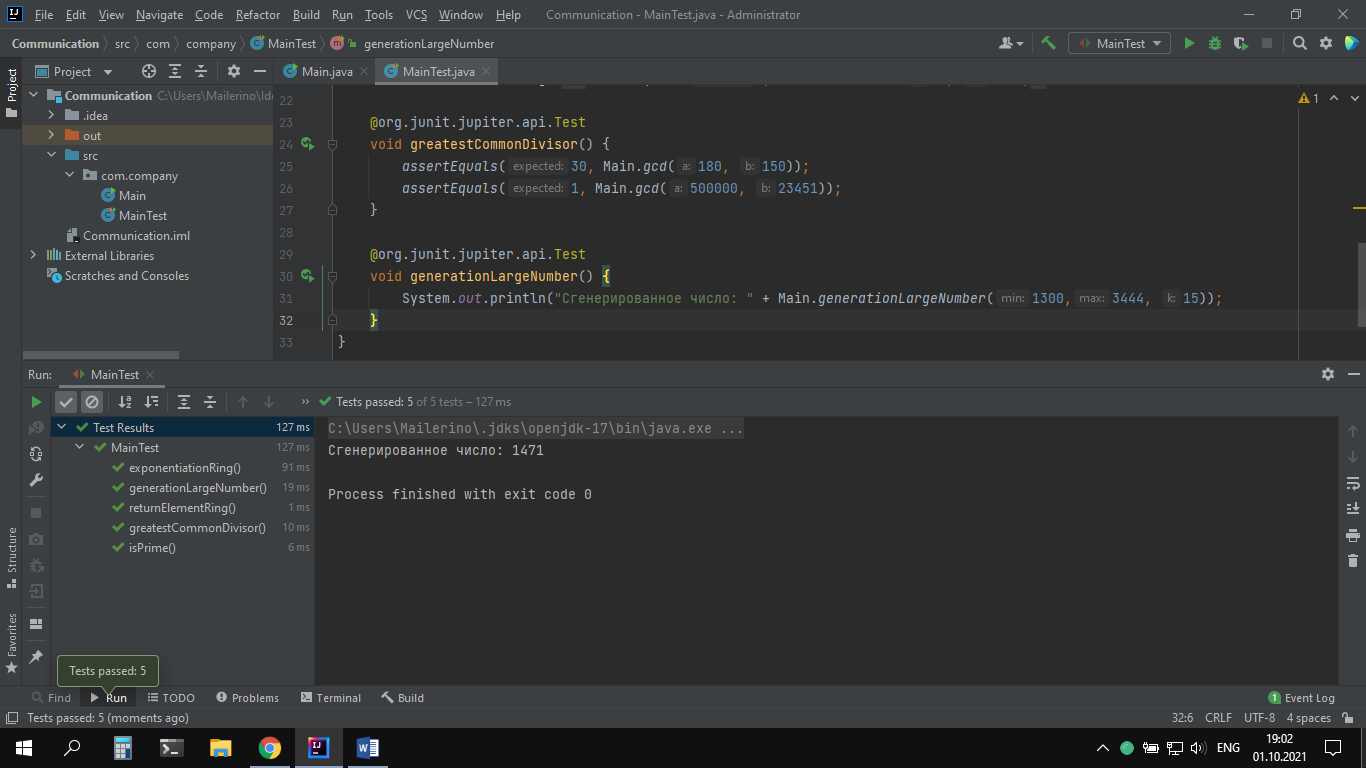 File Edit View Navigate Code Refactor Build Run Tools VCS Window Help Communication - MainTest.java - Administrator
Communication src com company MainTest generationLargeNumber MainTest
Project
Project
Main.java MainTest.java
Communication C:\Users\Mailerino\Ide
.idea
out
src
com.company
Main
MainTest
Communication.iml
External Libraries
Scratches and Consoles
1
22
23 @org.junit.jupiter.api.Test
24 void greatestCommonDivisor() {
25 assertEquals( expected: 30, Main.gcd( a: 180, b: 150));
26 assertEquals( expected: 1, Main.gcd( a: 500000, b: 23451));
27 }
28
29 @org.junit.jupiter.api.Test
30 void generationLargeNumber() {
31 System.out.println("Сгенерированное число: " + Main.generationLargeNumber( min: 1300, max: 3444, k: 15));
32 }
33 }
Run: MainTest
Tests passed: 5 of 5 tests – 127 ms
Test Results 127 ms
MainTest 127 ms
exponentiationRing() 91 ms
generationLargeNumber() 19 ms
returnElementRing() 1 ms
greatestCommonDivisor() 10 ms
isPrime() 6 ms
C:\Users\Mailerino\.jdks\openjdk-17\bin\java.exe ...
Сгенерированное число: 1471
Process finished with exit code 0
Structure
Favorites
Tests passed: 5
Find Run TODO Problems Terminal Build 1 Event Log
Tests passed: 5 (moments ago) 32:6 CRLF UTF-8 4 spaces
ENG
19:02
01.10.2021